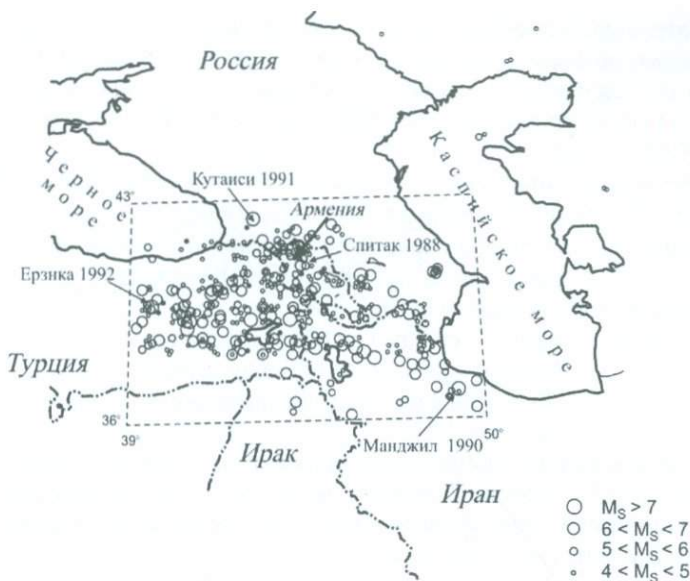 Россия
Черное
море
Каспийское море
Кутаиси 1991
43°
Армения
Спитак 1988
Ерзнка 1992
Турция
36°
39°
50°
Манджил 1990
Ирак
Иран
M_S > 7
6 < M_S < 7
5 < M_S < 6
4 < M_S < 5